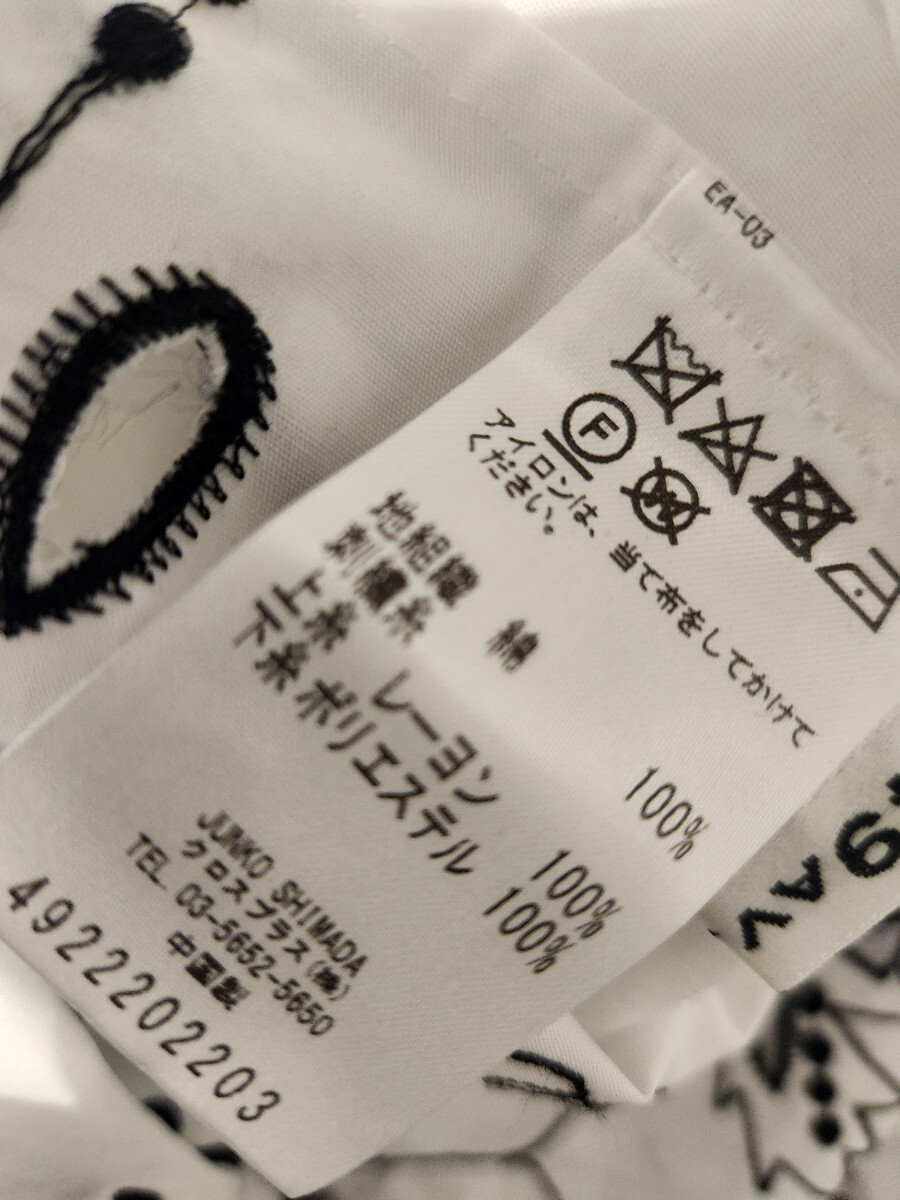 EA-03
F
W
アイロンは、当て布をしてかけて
ください。
地組織 綿 100%
刺繍糸
上糸 レーヨン 100%
下糸 ポリエステル 100%
JUNKO SHIMADA
クロスプラス(株)
TEL 03-5652-5650
中国製
4922202203
49AV